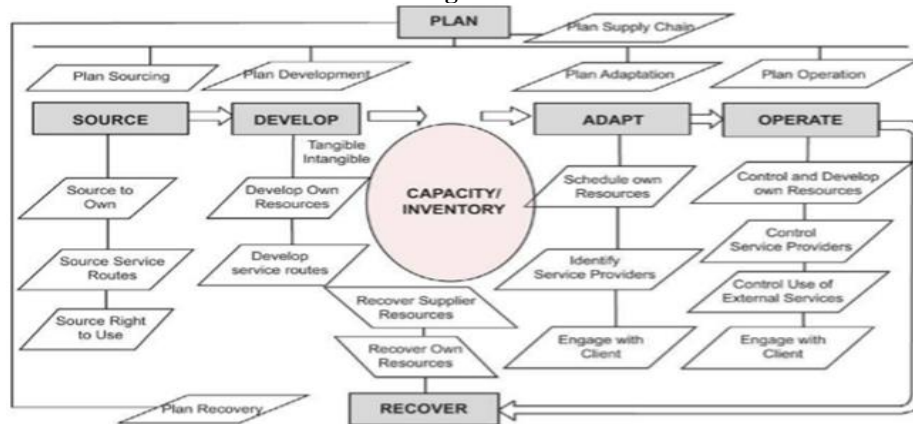 PLAN
Plan Supply Chain
Plan Sourcing
Plan Development
Plan Adaptation
Plan Operation
SOURCE
DEVELOP
ADAPT
OPERATE
Tangible
Intangible
CAPACITY/
INVENTORY
Source to
Own
Develop Own
Resources
Schedule own
Resources
Control and Develop
own Resources
Source Service
Routes
Develop
service routes
Identify
Service Providers
Control
Service Providers
Source Right
to Use
Recover Supplier
Resources
Control Use of
External Services
Recover Own
Resources
Engage with
Client
Engage with
Client
Plan Recovery
RECOVER